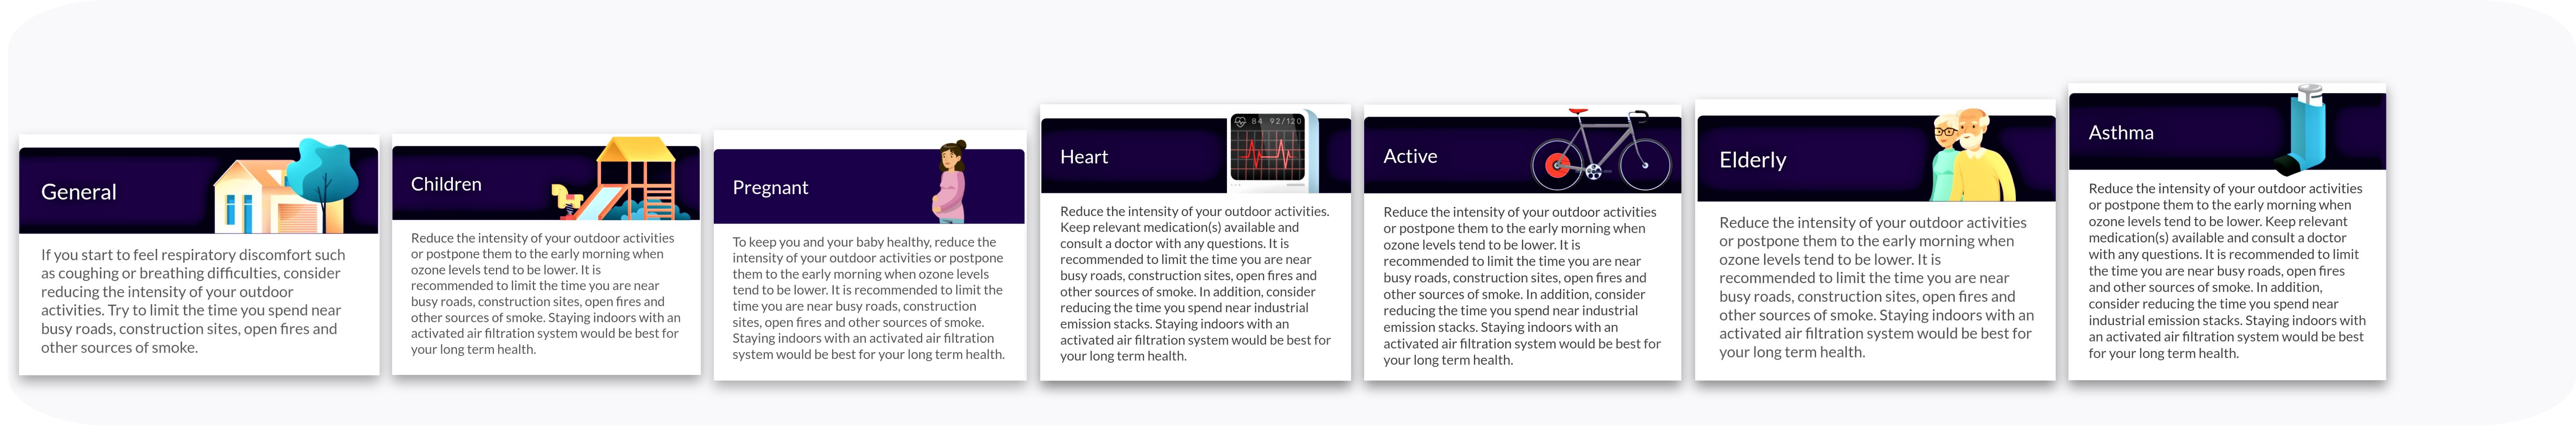 General
If you start to feel respiratory discomfort such
as coughing or breathing difficulties, consider
reducing the intensity of your outdoor
activities. Try to limit the time you spend near
busy roads, construction sites, open fires and
other sources of smoke.
Children
Reduce the intensity of your outdoor activities
or postpone them to the early morning when
ozone levels tend to be lower. It is
recommended to limit the time you are near
busy roads, construction sites, open fires and
other sources of smoke. Staying indoors with an
activated air filtration system would be best for
your long term health.
Pregnant
To keep you and your baby healthy, reduce the
intensity of your outdoor activities or postpone
them to the early morning when ozone levels
tend to be lower. It is recommended to limit the
time you are near busy roads, construction
sites, open fires and other sources of smoke.
Staying indoors with an activated air filtration
system would be best for your long term health.
84 92/120
Heart
Reduce the intensity of your outdoor activities.
Keep relevant medication(s) available and
consult a doctor with any questions. It is
recommended to limit the time you are near
busy roads, construction sites, open fires and
other sources of smoke. In addition, consider
reducing the time you spend near industrial
emission stacks. Staying indoors with an
activated air filtration system would be best for
your long term health.
Active
Reduce the intensity of your outdoor activities
or postpone them to the early morning when
ozone levels tend to be lower. It is
recommended to limit the time you are near
busy roads, construction sites, open fires and
other sources of smoke. In addition, consider
reducing the time you spend near industrial
emission stacks. Staying indoors with an
activated air filtration system would be best for
your long term health.
Elderly
Reduce the intensity of your outdoor activities
or postpone them to the early morning when
ozone levels tend to be lower. It is
recommended to limit the time you are near
busy roads, construction sites, open fires and
other sources of smoke. Staying indoors with an
activated air filtration system would be best for
your long term health.
Asthma
Reduce the intensity of your outdoor activities
or postpone them to the early morning when
ozone levels tend to be lower. Keep relevant
medication(s) available and consult a doctor
with any questions. It is recommended to limit
the time you are near busy roads, open fires
and other sources of smoke. In addition,
consider reducing the time you spend near
industrial emission stacks. Staying indoors with
an activated air filtration system would be best
for your long term health.